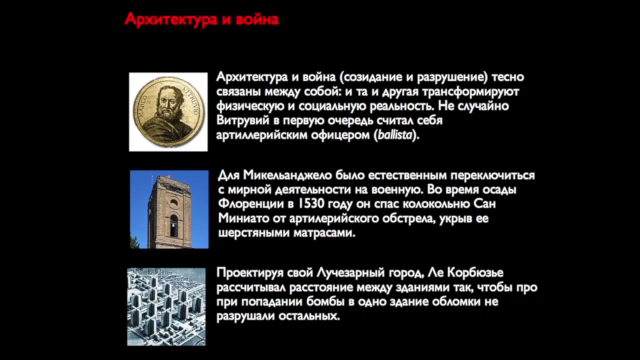 Архитектура и война
Архитектура и война (созидание и разрушение) тесно
связаны между собой: и та и другая трансформируют
физическую и социальную реальность. Не случайно
Витрувий в первую очередь считал себя
артиллерийским офицером (ballista).
Для Микельанджело было естественным переключиться
с мирной деятельности на военную. Во время осады
Флоренции в 1530 году он спас колокольню Сан
Миниато от артилерийского обстрела, укрыв ее
шерстяными матрасами.
Проектируя свой Лучезарный город, Ле Корбюзье
рассчитывал расстояние между зданиями так, чтобы про
при попадании бомбы в одно здание обломки не
разрушали остальных.